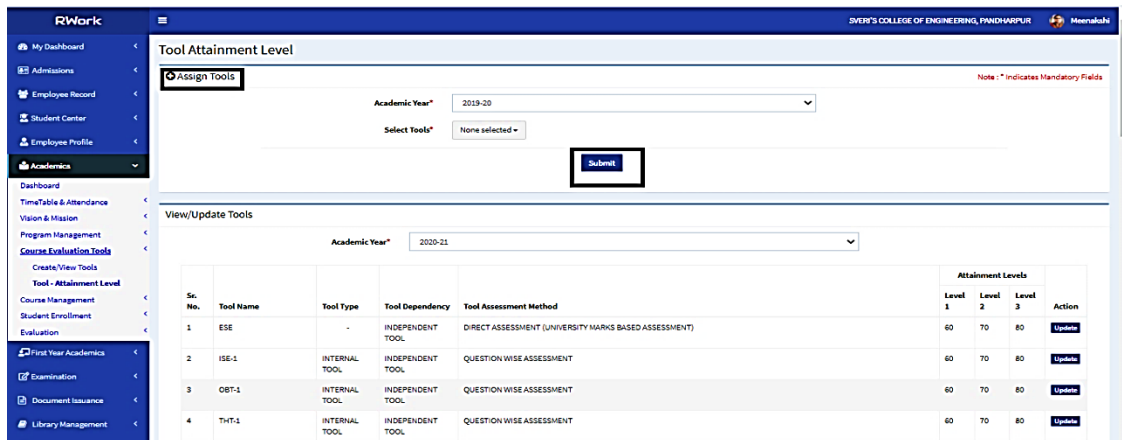 RWork
SVERI'S COLLEGE OF ENGINEERING, PANDHARPUR
Meenakshi
My Dashboard
Admissions
Employee Record
Student Center
Employee Profile
Academics
Dashboard
TimeTable & Attendance
Vision & Mission
Program Management
Course Evaluation Tools
Create/View Tools
Tool - Attainment Level
Course Management
Student Enrollment
Evaluation
First Year Academics
Examination
Document Issuance
Library Management
Tool Attainment Level
Assign Tools
Note : * Indicates Mandatory Fields
Academic Year* 2019-20
Select Tools* None selected
Submit
View/Update Tools
Academic Year* 2020-21
Attainment Levels
Sr. No. Tool Name Tool Type Tool Dependency Tool Assessment Method Level 1 Level 2 Level 3 Action
1 ESE - INDEPENDENT TOOL DIRECT ASSESSMENT (UNIVERSITY MARKS BASED ASSESSMENT) 60 70 80 Update
2 ISE-1 INTERNAL TOOL INDEPENDENT TOOL QUESTION WISE ASSESSMENT 60 70 80 Update
3 OBT-1 INTERNAL TOOL INDEPENDENT TOOL QUESTION WISE ASSESSMENT 60 70 80 Update
4 THT-1 INTERNAL TOOL INDEPENDENT TOOL QUESTION WISE ASSESSMENT 60 70 80 Update